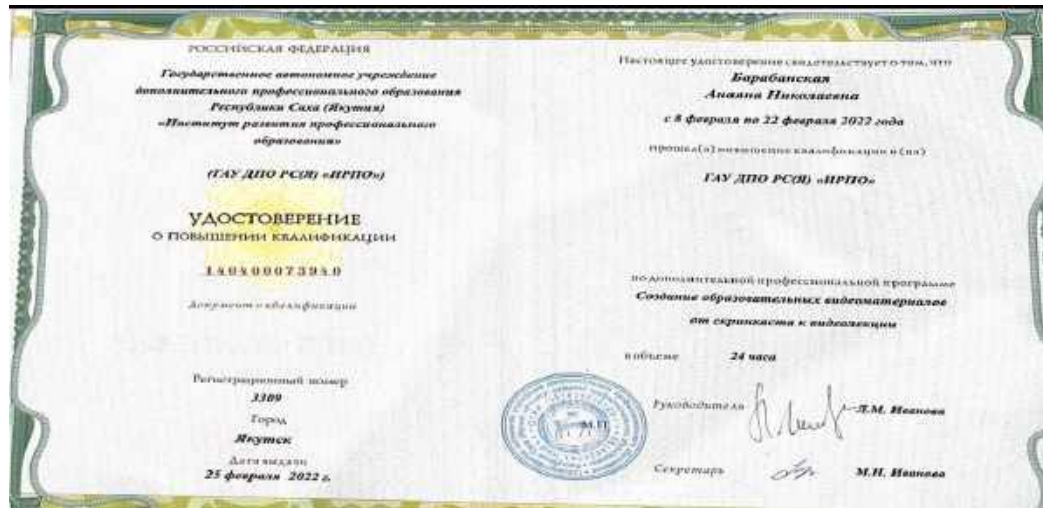 РОССИЙСКАЯ ФЕДЕРАЦИЯ
Государственное автономное учреждение
дополнительного профессионального образования
Республики Саха (Якутия)
«Институт развития профессионального
образования»
(ГАУ ДПО РС(Я) «ИРПО»)
УДОСТОВЕРЕНИЕ
О ПОВЫШЕНИИ КВАЛИФИКАЦИИ
140400073940
Документ о квалификации
Регистрационный номер
3309
Город
Якутск
Дата выдачи
25 февраля 2022 г.
Настоящее удостоверение свидетельствует о том, что
Барабанская
Николаевна
с 8 февраля по 22 февраля 2022 года
прошел(а) повышение квалификации в (на)
ГАУ ДПО РС(Я) «ИРПО»
по дополнительной профессиональной программе
Создание образовательных видеоматериалов
от скринкаста к видеолекции
в объеме 24 часа
М.П.
Руководитель Л.М. Иванова
Секретарь М.Н. Иванова